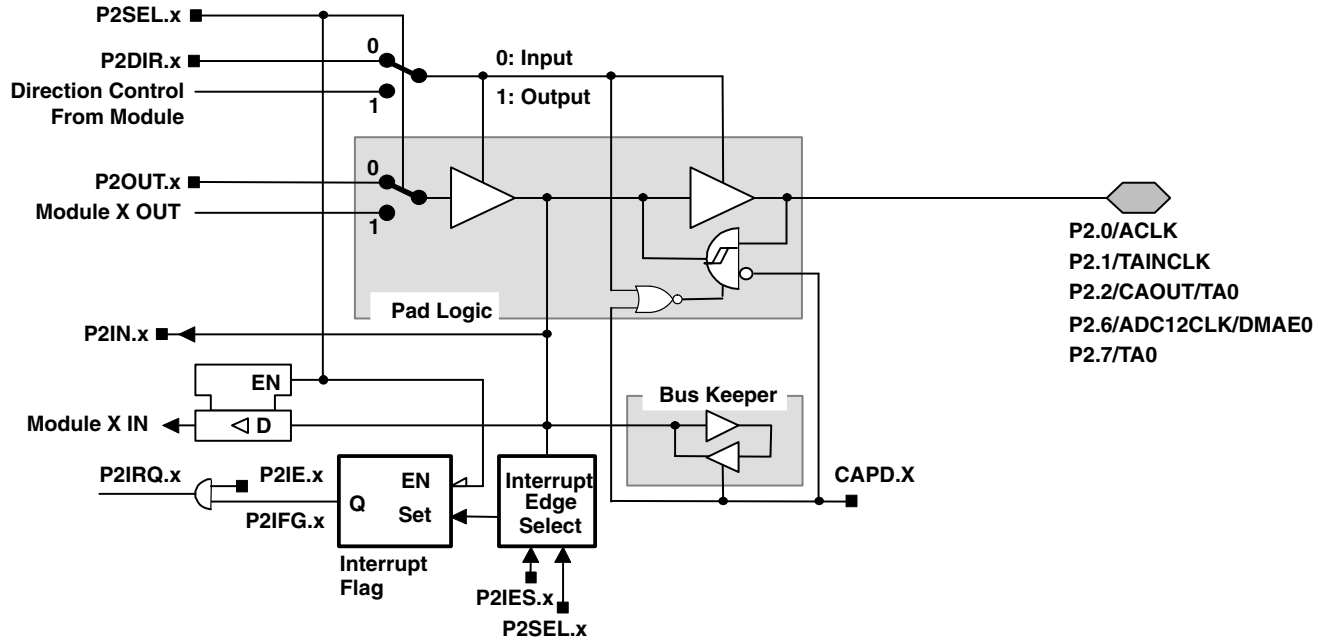 P2SEL.x
P2DIR.x
0
0: Input
Direction Control
From Module
1
1: Output
P2OUT.x
0
Module X OUT
1
Pad Logic
P2.0/ACLK
P2.1/TAINCLK
P2.2/CAOUT/TA0
P2.6/ADC12CLK/DMAE0
P2.7/TA0
P2IN.x
EN
Bus Keeper
Module X IN
D
P2IRQ.x
P2IE.x
P2IFG.x
Q
EN
Set
Interrupt
Flag
Interrupt
Edge
Select
CAPD.X
P2IES.x
P2SEL.x